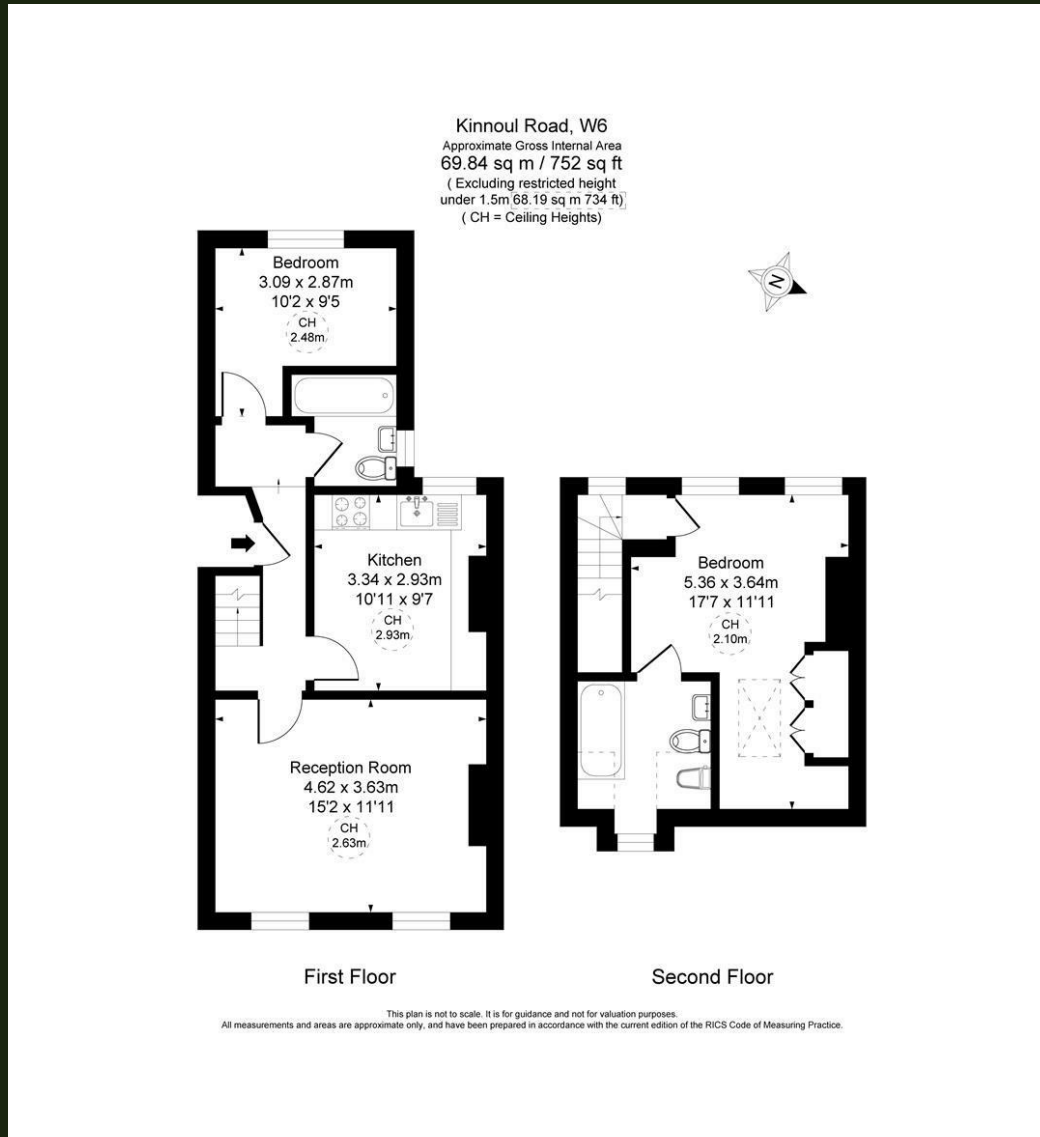 Kinnoul Road, W6
Approximate Gross Internal Area
69.84 sq m / 752 sq ft
( Excluding restricted height
under 1.5m 68.19 sq m 734 ft)
( CH = Ceiling Heights)
N
Bedroom
3.09 x 2.87m
10'2 x 9'5
CH
2.48m
Kitchen
3.34 x 2.93m
10'11 x 9'7
CH
2.93m
Reception Room
4.62 x 3.63m
15'2 x 11'11
CH
2.63m
First Floor
Bedroom
5.36 x 3.64m
17'7 x 11'11
CH
2.10m
Second Floor
This plan is not to scale. It is for guidance and not for valuation purposes.
All measurements and areas are approximate only, and have been prepared in accordance with the current edition of the RICS Code of Measuring Practice.